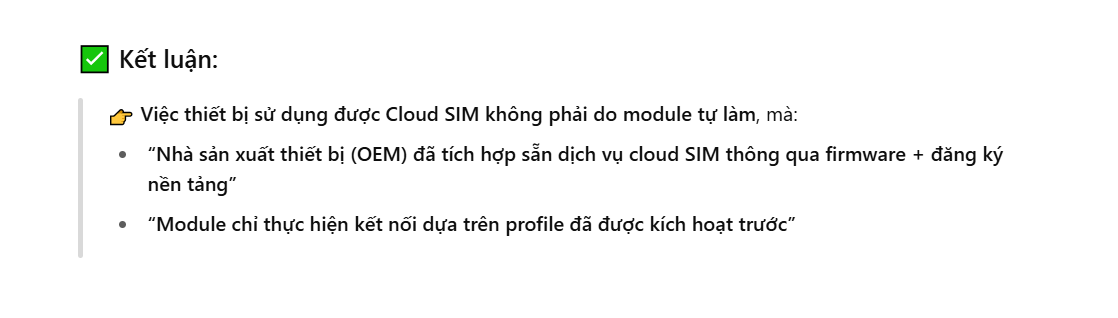 ✅ Kết luận:
👉 Việc thiết bị sử dụng được Cloud SIM không phải do module tự làm, mà:
• “Nhà sản xuất thiết bị (OEM) đã tích hợp sẵn dịch vụ cloud SIM thông qua firmware + đăng ký
nền tảng”
• “Module chỉ thực hiện kết nối dựa trên profile đã được kích hoạt trước”